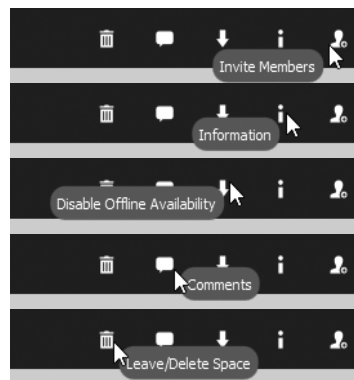 Invite Members
Information
Disable Offline Availability
Comments
Leave/Delete Space